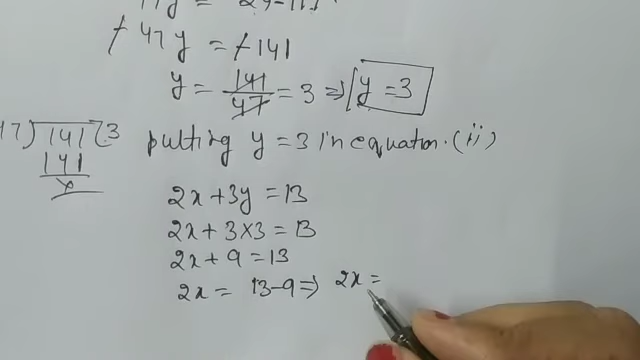 -47y = -141
y = 141/47 = 3 ⇒ y = 3
47) 141 (3
141
x
putting y = 3 in equation. (ii)
2x + 3y = 13
2x + 3×3 = 13
2x + 9 = 13
2x = 13-9 ⇒ 2x =